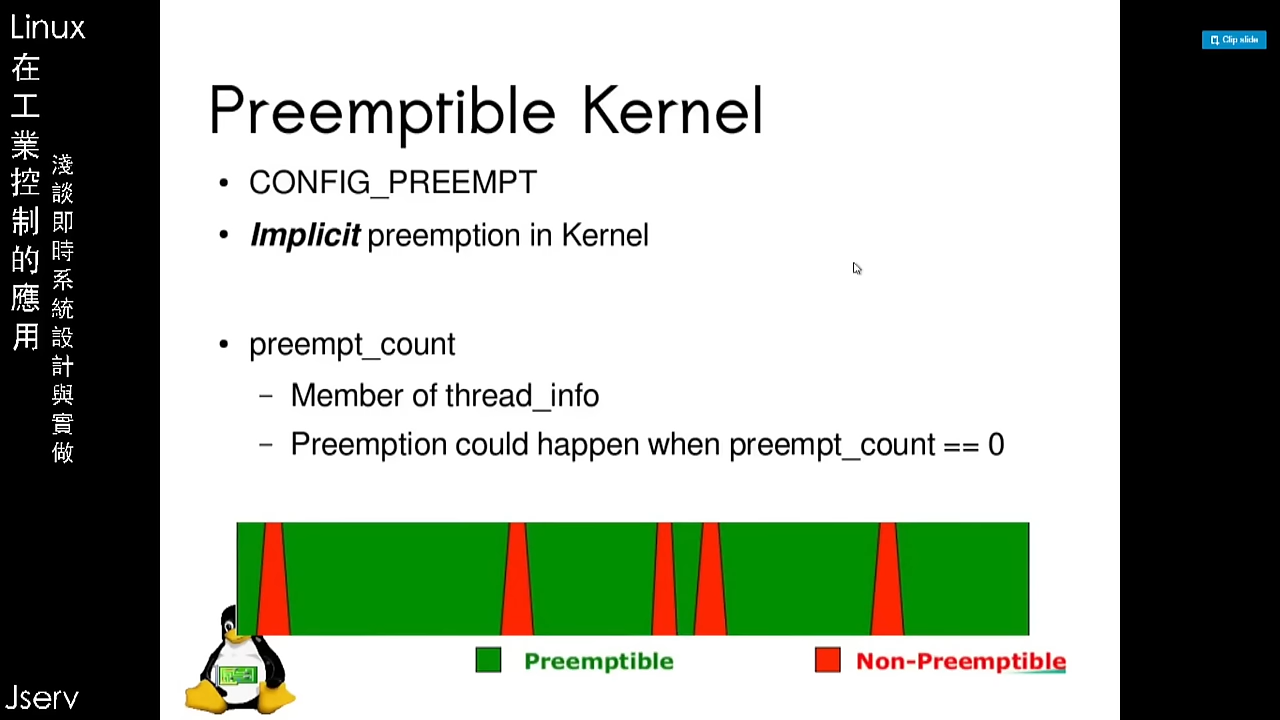 Linux
在工業控制的應用
淺談即時系統設計與實做
Jserv
Clip slide
Preemptible Kernel
• CONFIG_PREEMPT
• Implicit preemption in Kernel
• preempt_count
– Member of thread_info
– Preemption could happen when preempt_count == 0
Preemptible
Non-Preemptible